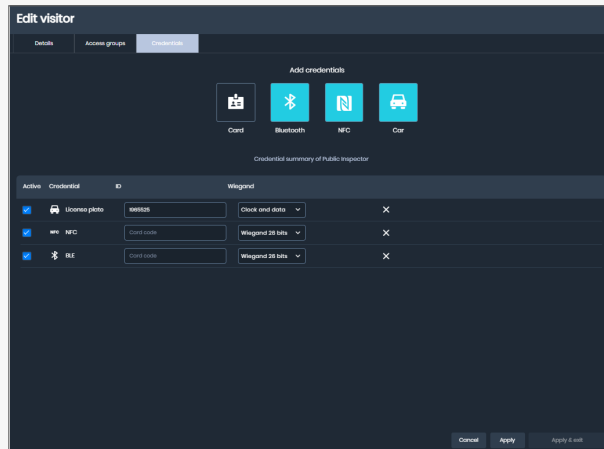 Edit visitor
Details Access groups Credentials
Add credentials
Card Bluetooth NFC Car
Credential summary of Public Inspector
Active Credential ID Wiegand
License plate 1965525 Clock and data
NFC NFC Card code Wiegand 26 bits
BLE Card code Wiegand 26 bits
Cancel Apply Apply & exit